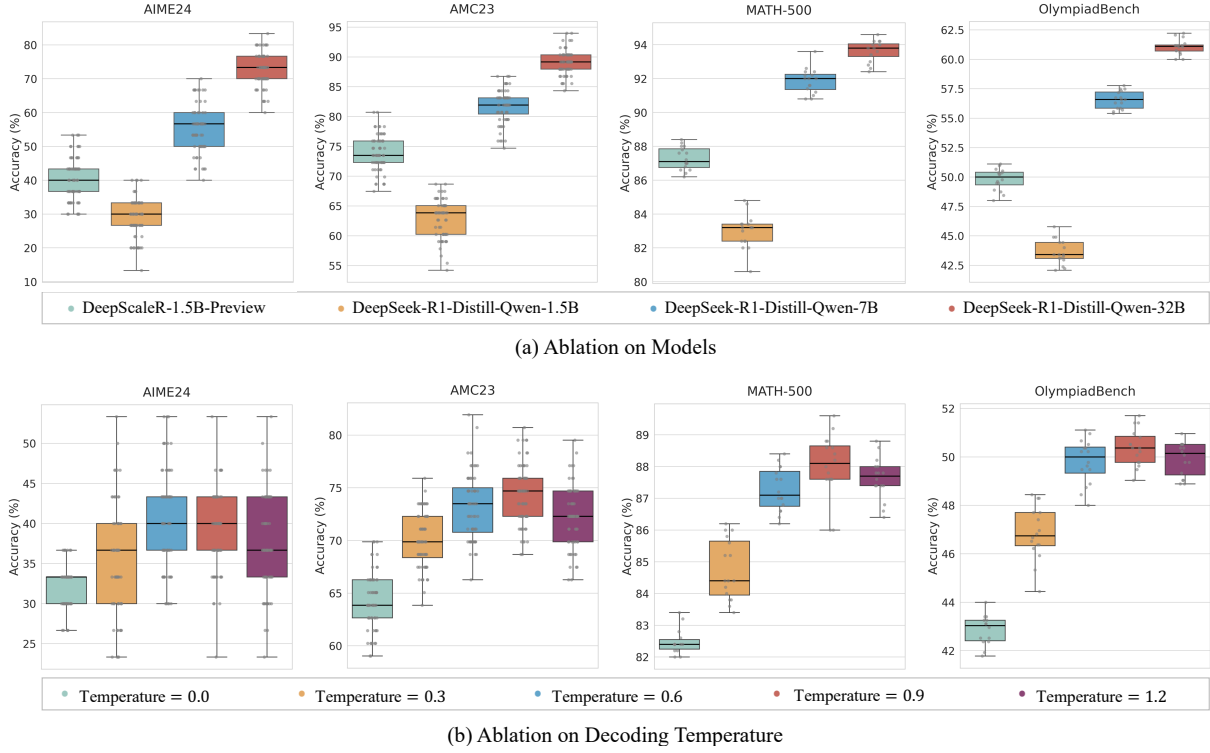 AIME24
AMC23
MATH-500
OlympiadBench
Accuracy (%)
80
70
60
50
40
30
20
10
Accuracy (%)
95
90
85
80
75
70
65
60
55
Accuracy (%)
94
92
90
88
86
84
82
80
Accuracy (%)
62.5
60.0
57.5
55.0
52.5
50.0
47.5
45.0
42.5
DeepScaleR-1.5B-Preview
DeepSeek-R1-Distill-Qwen-1.5B
DeepSeek-R1-Distill-Qwen-7B
DeepSeek-R1-Distill-Qwen-32B
(a) Ablation on Models
AIME24
AMC23
MATH-500
OlympiadBench
Accuracy (%)
50
45
40
35
30
25
Accuracy (%)
80
75
70
65
60
Accuracy (%)
89
88
87
86
85
84
83
82
Accuracy (%)
52
50
48
46
44
42
Temperature = 0.0
Temperature = 0.3
Temperature = 0.6
Temperature = 0.9
Temperature = 1.2
(b) Ablation on Decoding Temperature